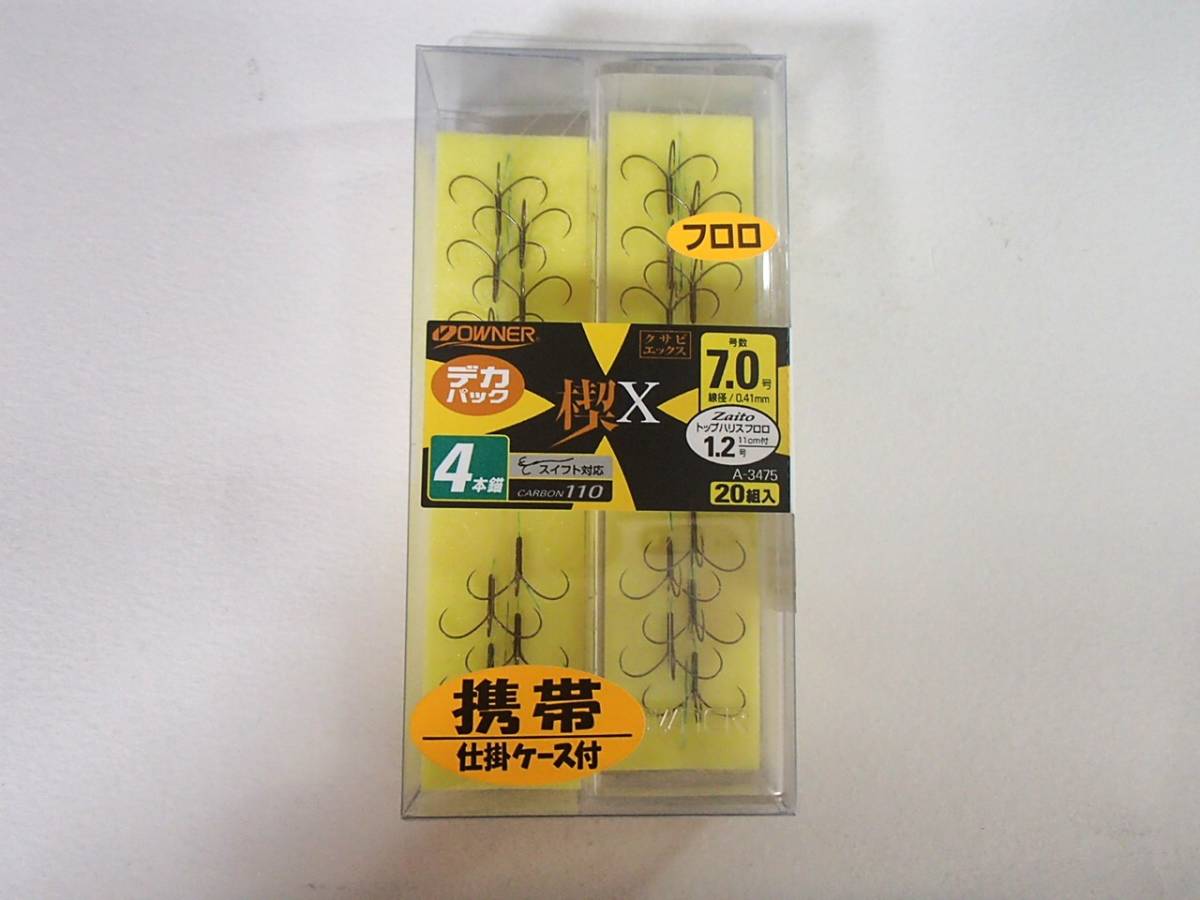 フロロ
OWNER
デカ
パック
クサビ
エックス
楔X
号数
7.0号
線径/0.41mm
Zaito
トップハリスフロロ
1.2号
11cm付
4本錨
スイフト対応
CARBON 110
A-3475
20組入
携帯
仕掛ケース付